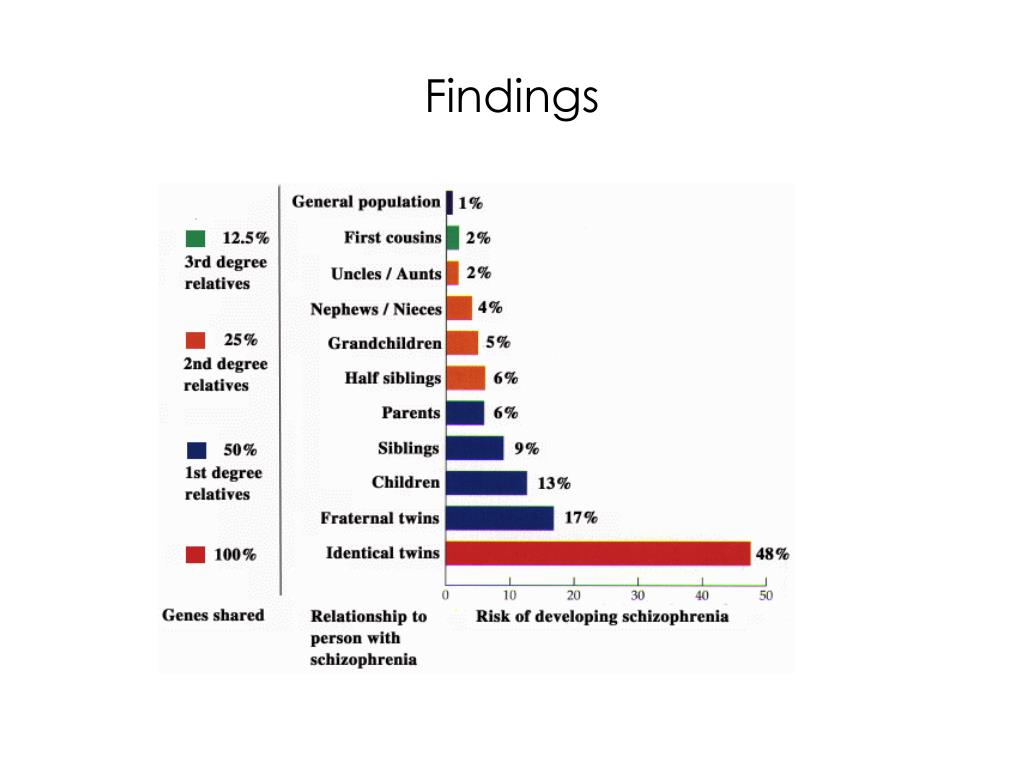 Findings
General population 1%
12.5%
3rd degree
relatives
First cousins 2%
Uncles / Aunts 2%
Nephews / Nieces 4%
25%
2nd degree
relatives
Grandchildren 5%
Half siblings 6%
Parents 6%
50%
1st degree
relatives
Siblings 9%
Children 13%
Fraternal twins 17%
100%
Identical twins 48%
0 10 20 30 40 50
Genes shared
Relationship to
person with
schizophrenia
Risk of developing schizophrenia